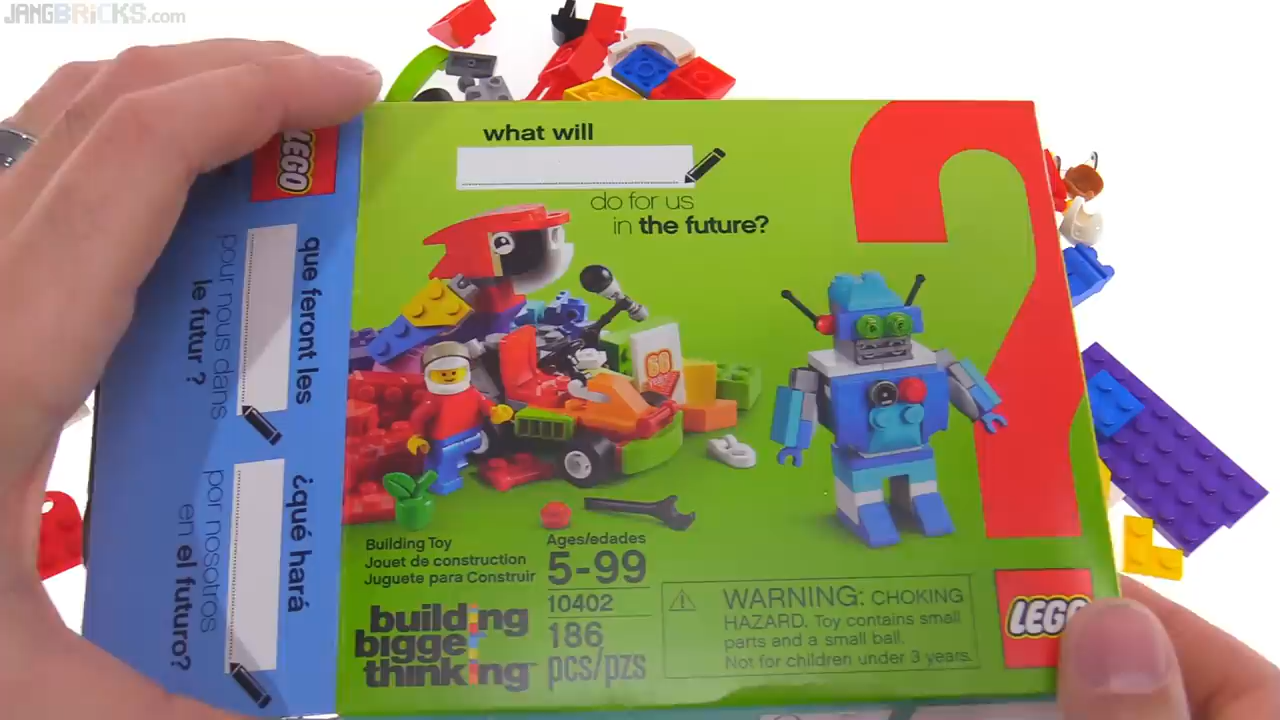 JANGBRiCKS.com
LEGO
que feront les
pour nous dans
le futur ?
¿qué hará
por nosotros
en el futuro?
what will
do for us
in the future?
60
Building Toy
Jouet de construction
Juguete para Construir
Ages/edades
5-99
10402
186
pcs/pzs
building
bigger
thinking
WARNING: CHOKING
HAZARD. Toy contains small
parts and a small ball.
Not for children under 3 years.
LEGO